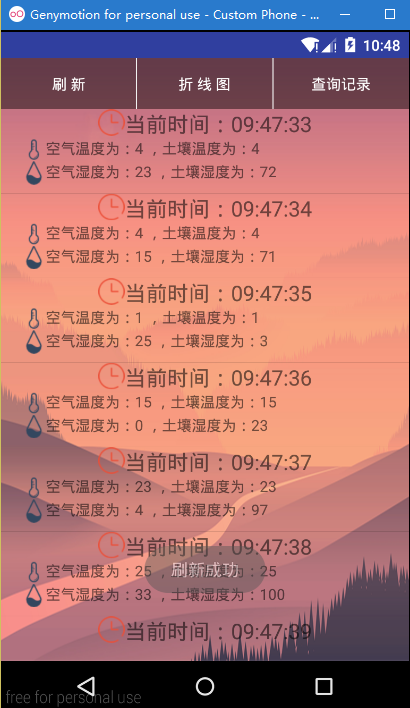 Genymotion for personal use - Custom Phone - ...
10:48
刷 新 折 线 图 查询记录
当前时间：09:47:33
空气温度为：4 ，土壤温度为：4
空气湿度为：23 ，土壤湿度为：72
当前时间：09:47:34
空气温度为：4 ，土壤温度为：4
空气湿度为：15 ，土壤湿度为：71
当前时间：09:47:35
空气温度为：1 ，土壤温度为：1
空气湿度为：25 ，土壤湿度为：3
当前时间：09:47:36
空气温度为：15 ，土壤温度为：15
空气湿度为：0 ，土壤湿度为：23
当前时间：09:47:37
空气温度为：23 ，土壤温度为：23
空气湿度为：4 ，土壤湿度为：97
当前时间：09:47:38
刷新成功
空气温度为：25 ，土壤温度为：25
空气湿度为：33 ，土壤湿度为：100
当前时间：09:47:39
free for personal use